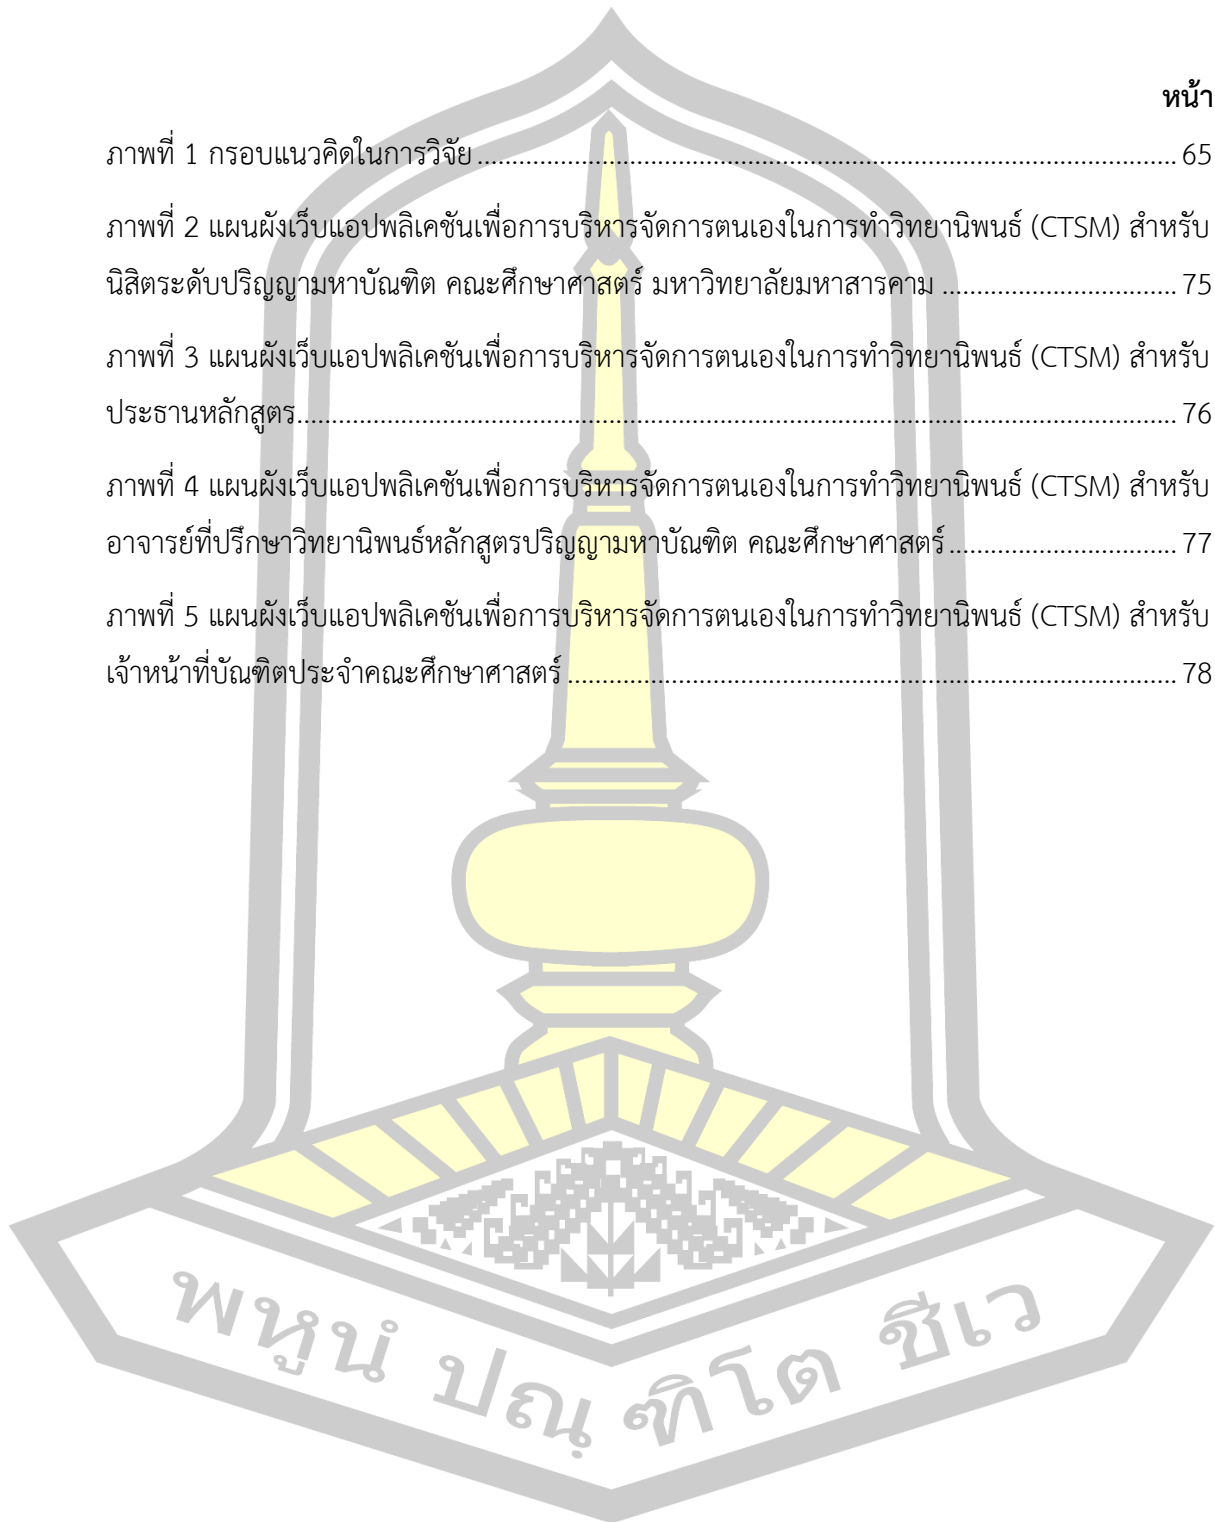 หน้า
ภาพที่ 1 กรอบแนวคิดในการวิจัย ........................................................................................................ 65
ภาพที่ 2 แผนผังเว็บแอปพลิเคชันเพื่อการบริหารจัดการตนเองในการทำวิทยานิพนธ์ (CTSM) สำหรับ
นิสิตระดับปริญญามหาบัณฑิต คณะศึกษาศาสตร์ มหาวิทยาลัยมหาสารคาม .................................. 75
ภาพที่ 3 แผนผังเว็บแอปพลิเคชันเพื่อการบริหารจัดการตนเองในการทำวิทยานิพนธ์ (CTSM) สำหรับ
ประธานหลักสูตร................................................................................................................................ 76
ภาพที่ 4 แผนผังเว็บแอปพลิเคชันเพื่อการบริหารจัดการตนเองในการทำวิทยานิพนธ์ (CTSM) สำหรับ
อาจารย์ที่ปรึกษาวิทยานิพนธ์หลักสูตรปริญญามหาบัณฑิต คณะศึกษาศาสตร์ ................................. 77
ภาพที่ 5 แผนผังเว็บแอปพลิเคชันเพื่อการบริหารจัดการตนเองในการทำวิทยานิพนธ์ (CTSM) สำหรับ
เจ้าหน้าที่บัณฑิตประจำคณะศึกษาศาสตร์ ......................................................................................... 78
พหูนํ ปณฺ ฑิโต ชีเว